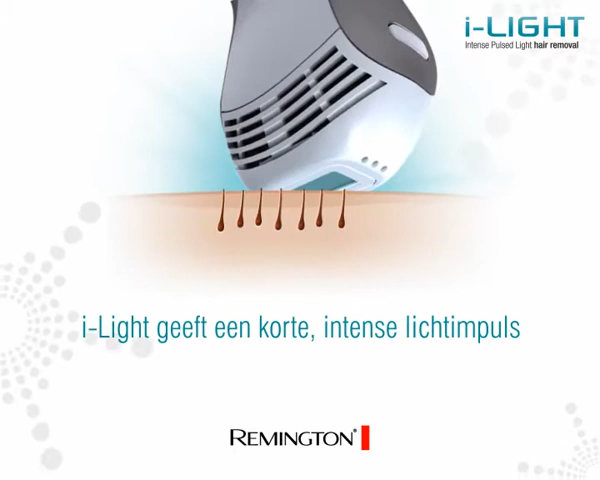 i-LIGHT
Intense Pulsed Light hair removal
i-Light geeft een korte, intense lichtimpuls
REMINGTON®